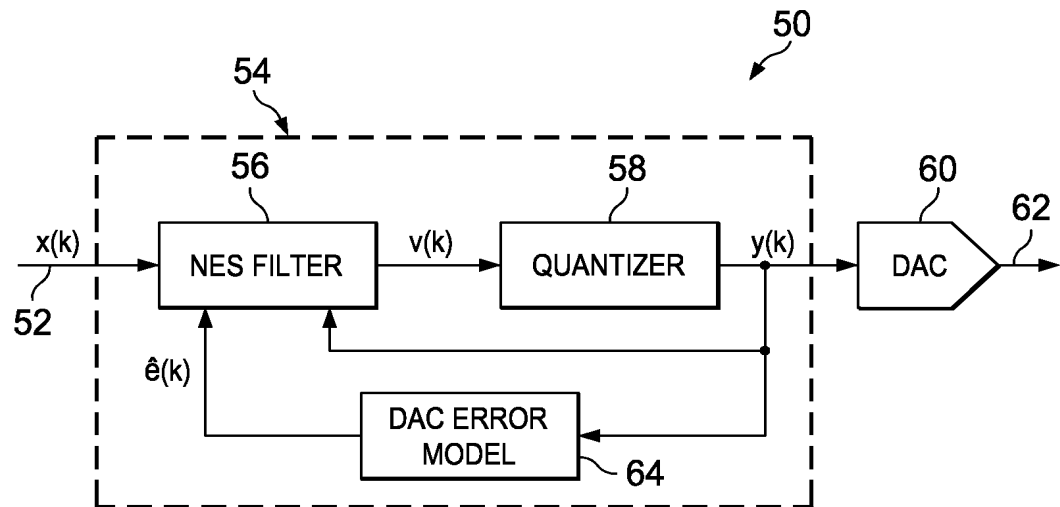 50
54
56
58
60
62
x(k)
NES FILTER
v(k)
QUANTIZER
y(k)
DAC
52
ê(k)
DAC ERROR
MODEL
64